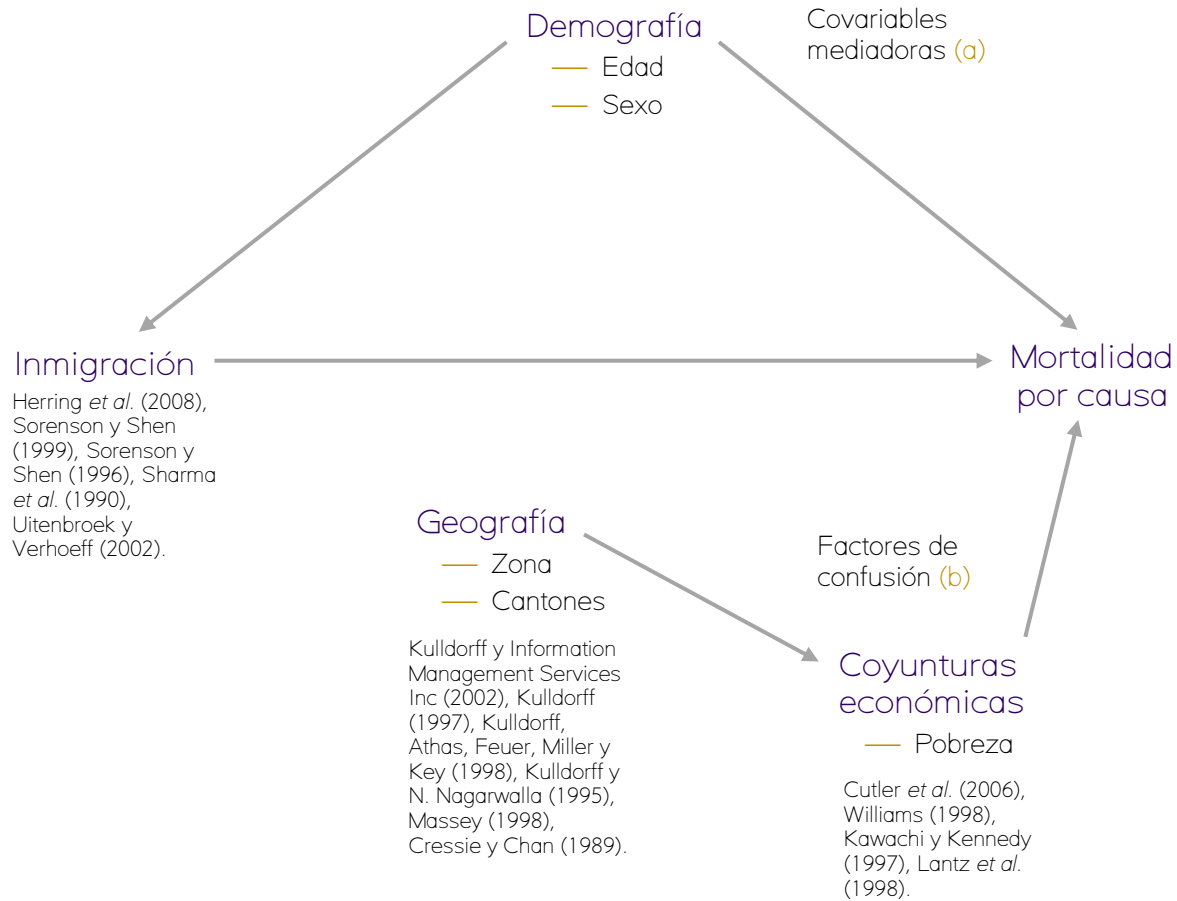 Demografía
— Edad
— Sexo
Covariables
mediadoras (a)
Inmigración
Herring et al. (2008),
Sorenson y Shen
(1999), Sorenson y
Shen (1996), Sharma
et al. (1990),
Uitenbroek y
Verhoeff (2002).
Mortalidad
por causa
Geografía
— Zona
— Cantones
Kulldorff y Information
Management Services
Inc (2002), Kulldorff
(1997), Kulldorff,
Athas, Feuer, Miller y
Key (1998), Kulldorff y
N. Nagarwalla (1995),
Massey (1998),
Cressie y Chan (1989).
Factores de
confusión (b)
Coyunturas
económicas
— Pobreza
Cutler et al. (2006),
Williams (1998),
Kawachi y Kennedy
(1997), Lantz et al.
(1998).